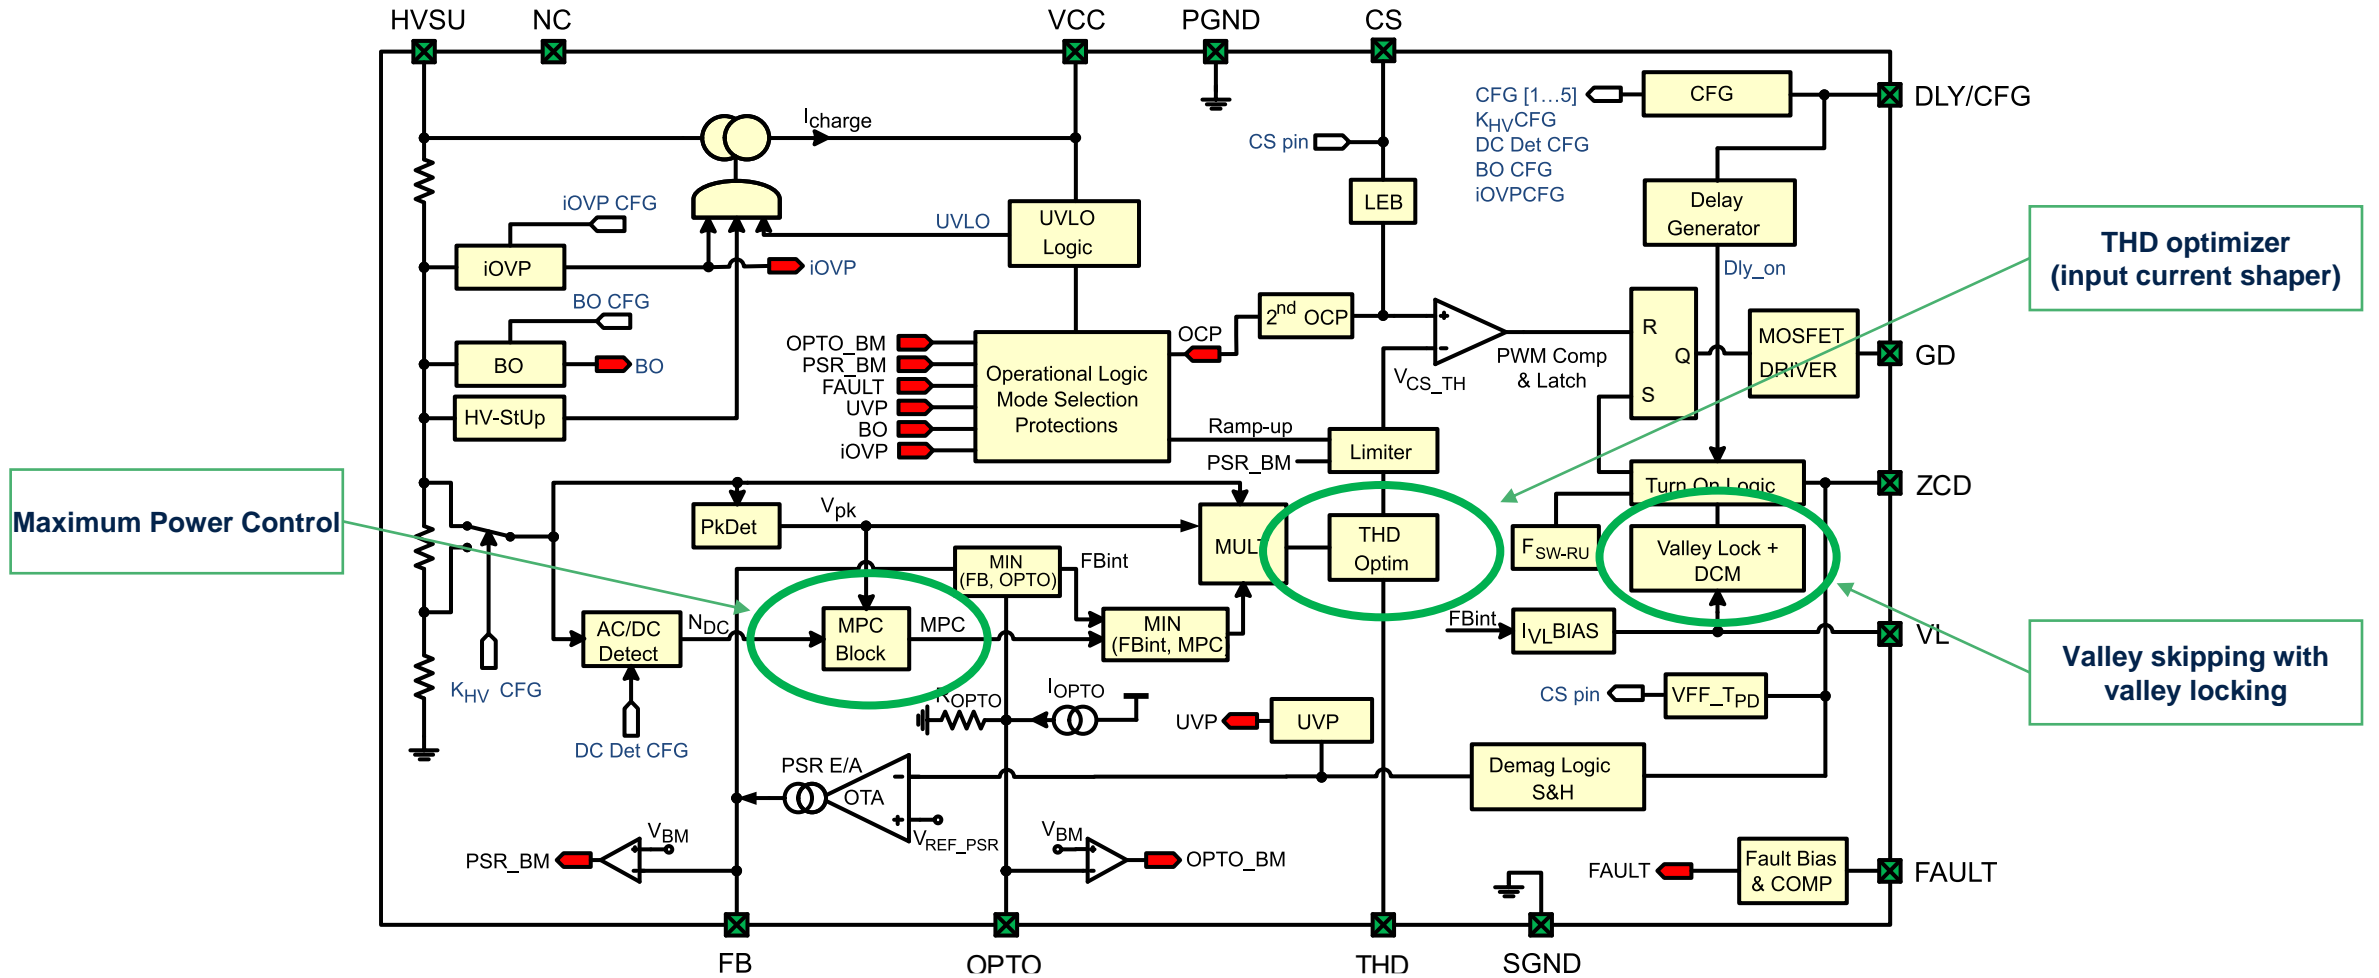 HVSU
NC
VCC
PGND
CS
CFG [1...5]
CFG
DLY/CFG
Icharge
KHVCFG
CS pin
DC Det CFG
BO CFG
iOVPCFG
iOVP CFG
LEB
Delay
Generator
UVLO
UVLO
Logic
THD optimizer
(input current shaper)
iOVP
iOVP
Dly_on
BO CFG
2nd OCP
OCP
R
S
Q
MOSFET
DRIVER
GD
OPTO_BM
PSR_BM
FAULT
UVP
BO
iOVP
Operational Logic
Mode Selection
Protections
PWM Comp
& Latch
VCS_TH
BO
BO
HV-StUp
Ramp-up
PSR_BM
Limiter
Turn On Logic
ZCD
Maximum Power Control
PkDet
Vpk
MULT
THD
Optim
FSW-RU
Valley Lock +
DCM
MIN
(FB, OPTO)
FBint
AC/DC
Detect
NDC
MPC
Block
MPC
MIN
(FBint, MPC)
FBint
IVLBIAS
VL
Valley skipping with
valley locking
KHV CFG
DC Det CFG
ROPTO
IOPTO
UVP
UVP
CS pin
VFF_TPD
PSR E/A
OTA
VREF_PSR
Demag Logic
S&H
VBM
PSR_BM
VBM
OPTO_BM
FAULT
Fault Bias
& COMP
FAULT
FB
OPTO
THD
SGND